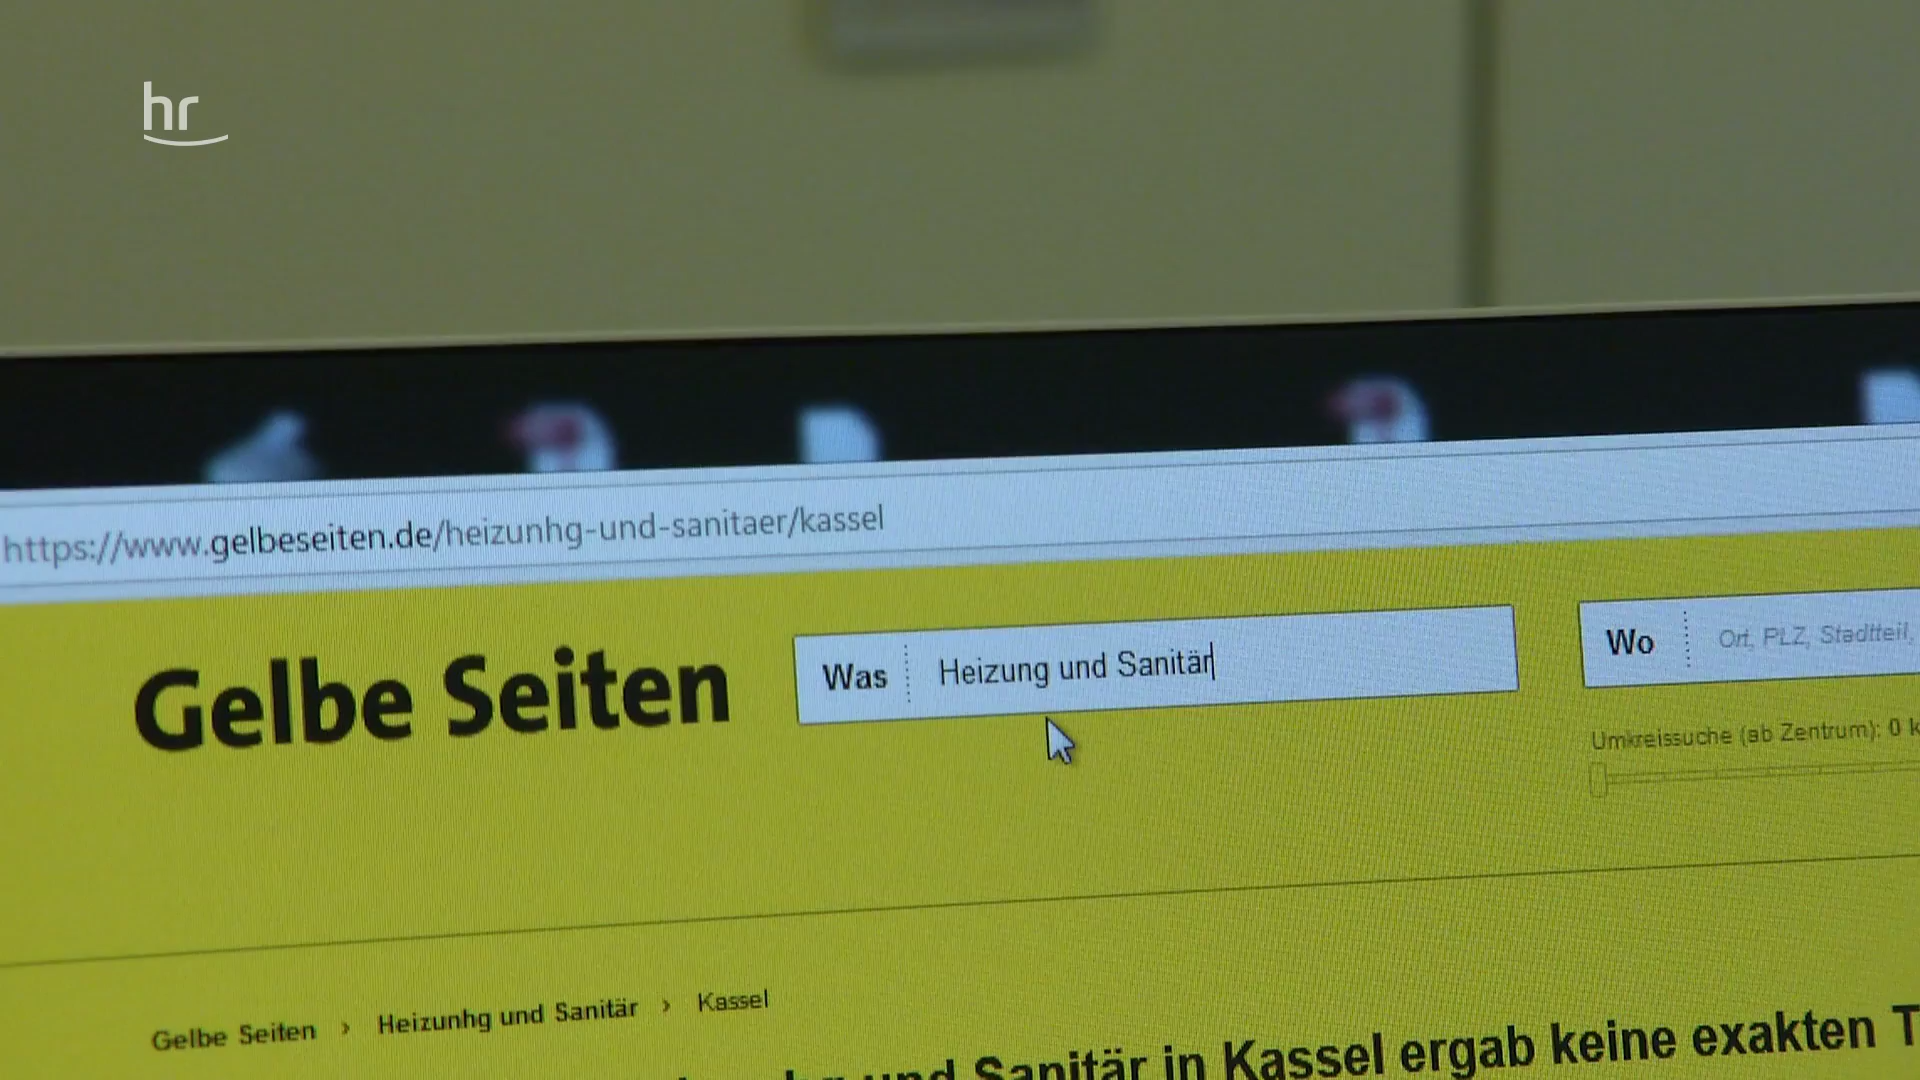 hr
https://www.gelbeseiten.de/heizunhg-und-sanitaer/kassel
Gelbe Seiten
Was Heizung und Sanitär
Wo Ort, PLZ, Stadtteil,
Umkreissuche (ab Zentrum): 0 k
Gelbe Seiten › Heizunhg und Sanitär › Kassel
und Sanitär in Kassel ergab keine exakten T